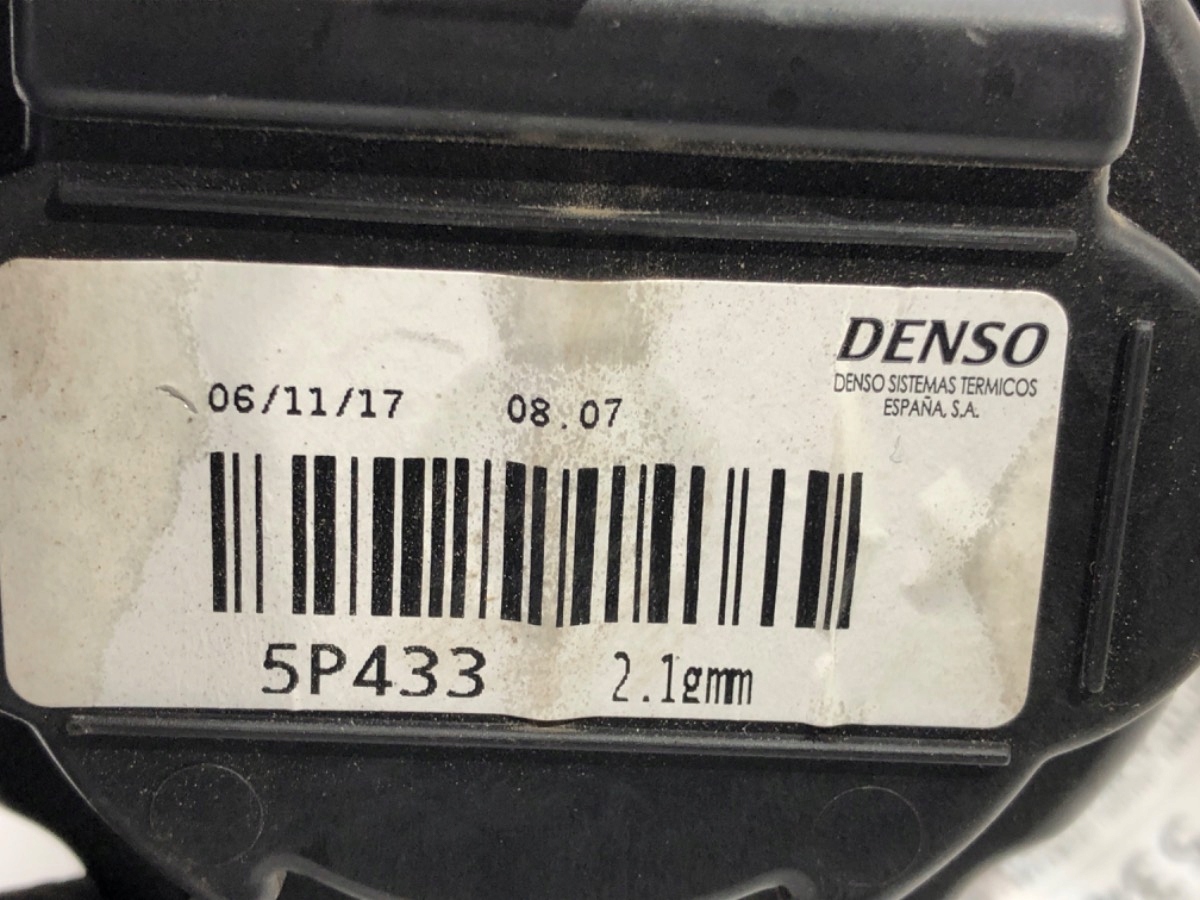 DENSO
DENSO SISTEMAS TERMICOS
ESPAÑA, S.A.
06/11/17 08.07
5P433 2.1gmm